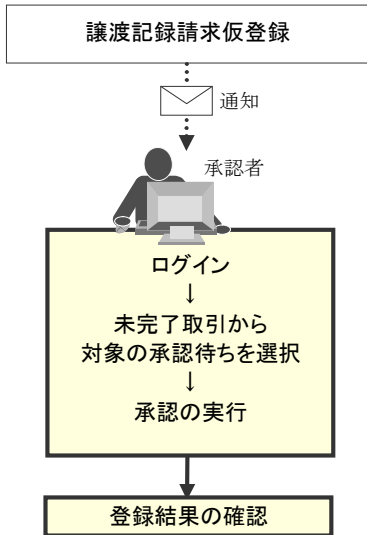 譲渡記録請求仮登録
通知
承認者
ログイン
↓
未完了取引から
対象の承認待ちを選択
↓
承認の実行
登録結果の確認